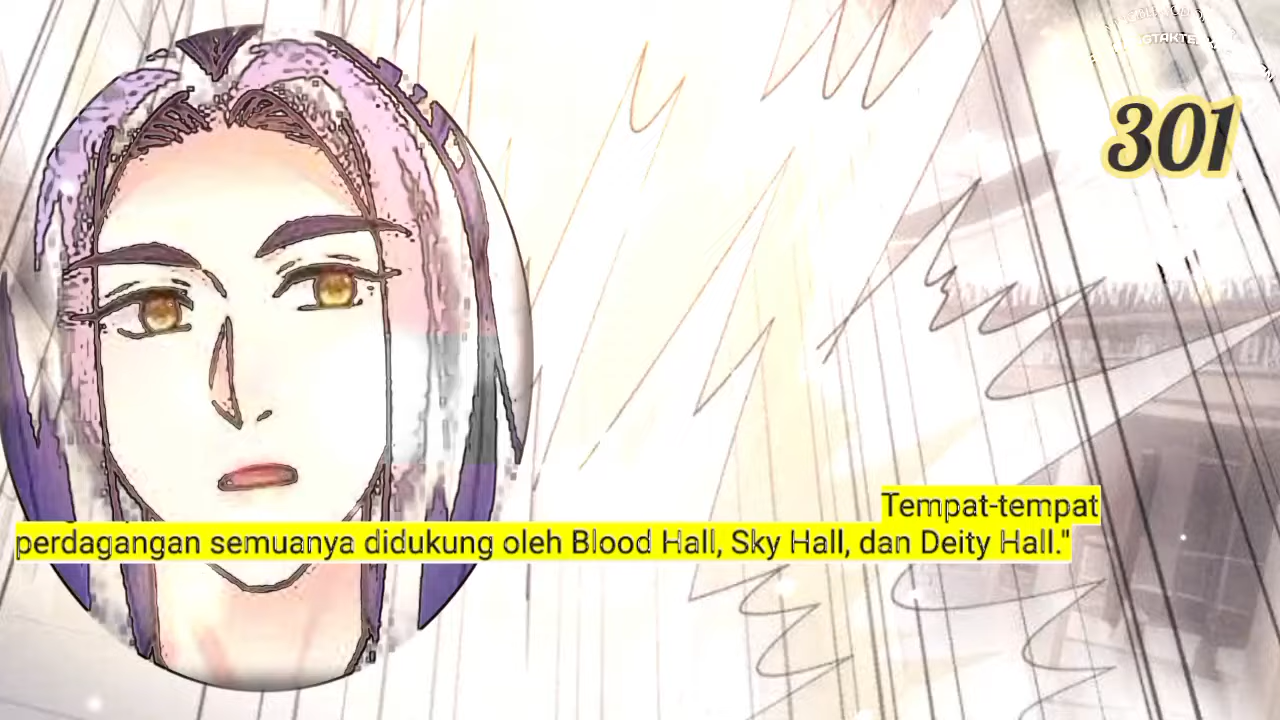 301
Tempat-tempat
perdagangan semuanya didukung oleh Blood Hall, Sky Hall, dan Deity Hall."